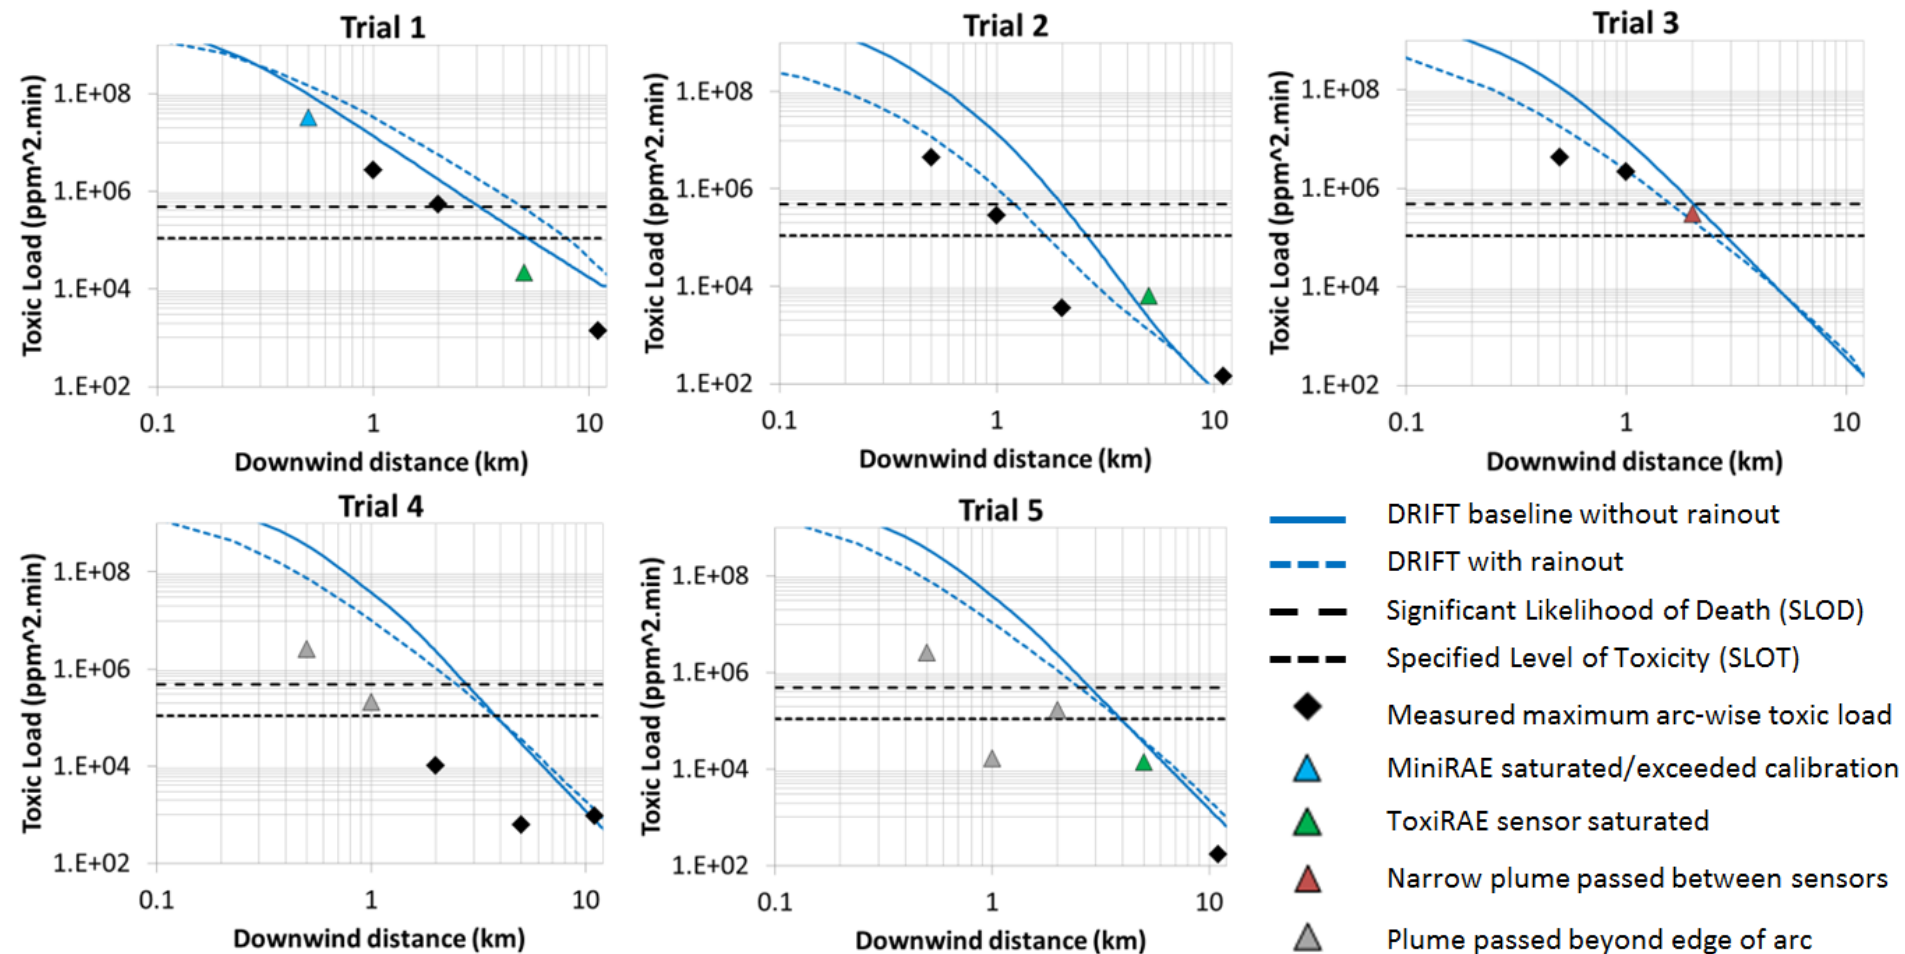 Trial 1
Toxic Load (ppm^2.min)
1.E+08
1.E+06
1.E+04
1.E+02
0.1
1
10
Downwind distance (km)
Trial 2
Toxic Load (ppm^2.min)
1.E+08
1.E+06
1.E+04
1.E+02
0.1
1
10
Downwind distance (km)
Trial 3
Toxic Load (ppm^2.min)
1.E+08
1.E+06
1.E+04
1.E+02
0.1
1
10
Downwind distance (km)
Trial 4
Toxic Load (ppm^2.min)
1.E+08
1.E+06
1.E+04
1.E+02
0.1
1
10
Downwind distance (km)
Trial 5
Toxic Load (ppm^2.min)
1.E+08
1.E+06
1.E+04
1.E+02
0.1
1
10
Downwind distance (km)
DRIFT baseline without rainout
DRIFT with rainout
Significant Likelihood of Death (SLOD)
Specified Level of Toxicity (SLOT)
Measured maximum arc-wise toxic load
MiniRAE saturated/exceeded calibration
ToxiRAE sensor saturated
Narrow plume passed between sensors
Plume passed beyond edge of arc